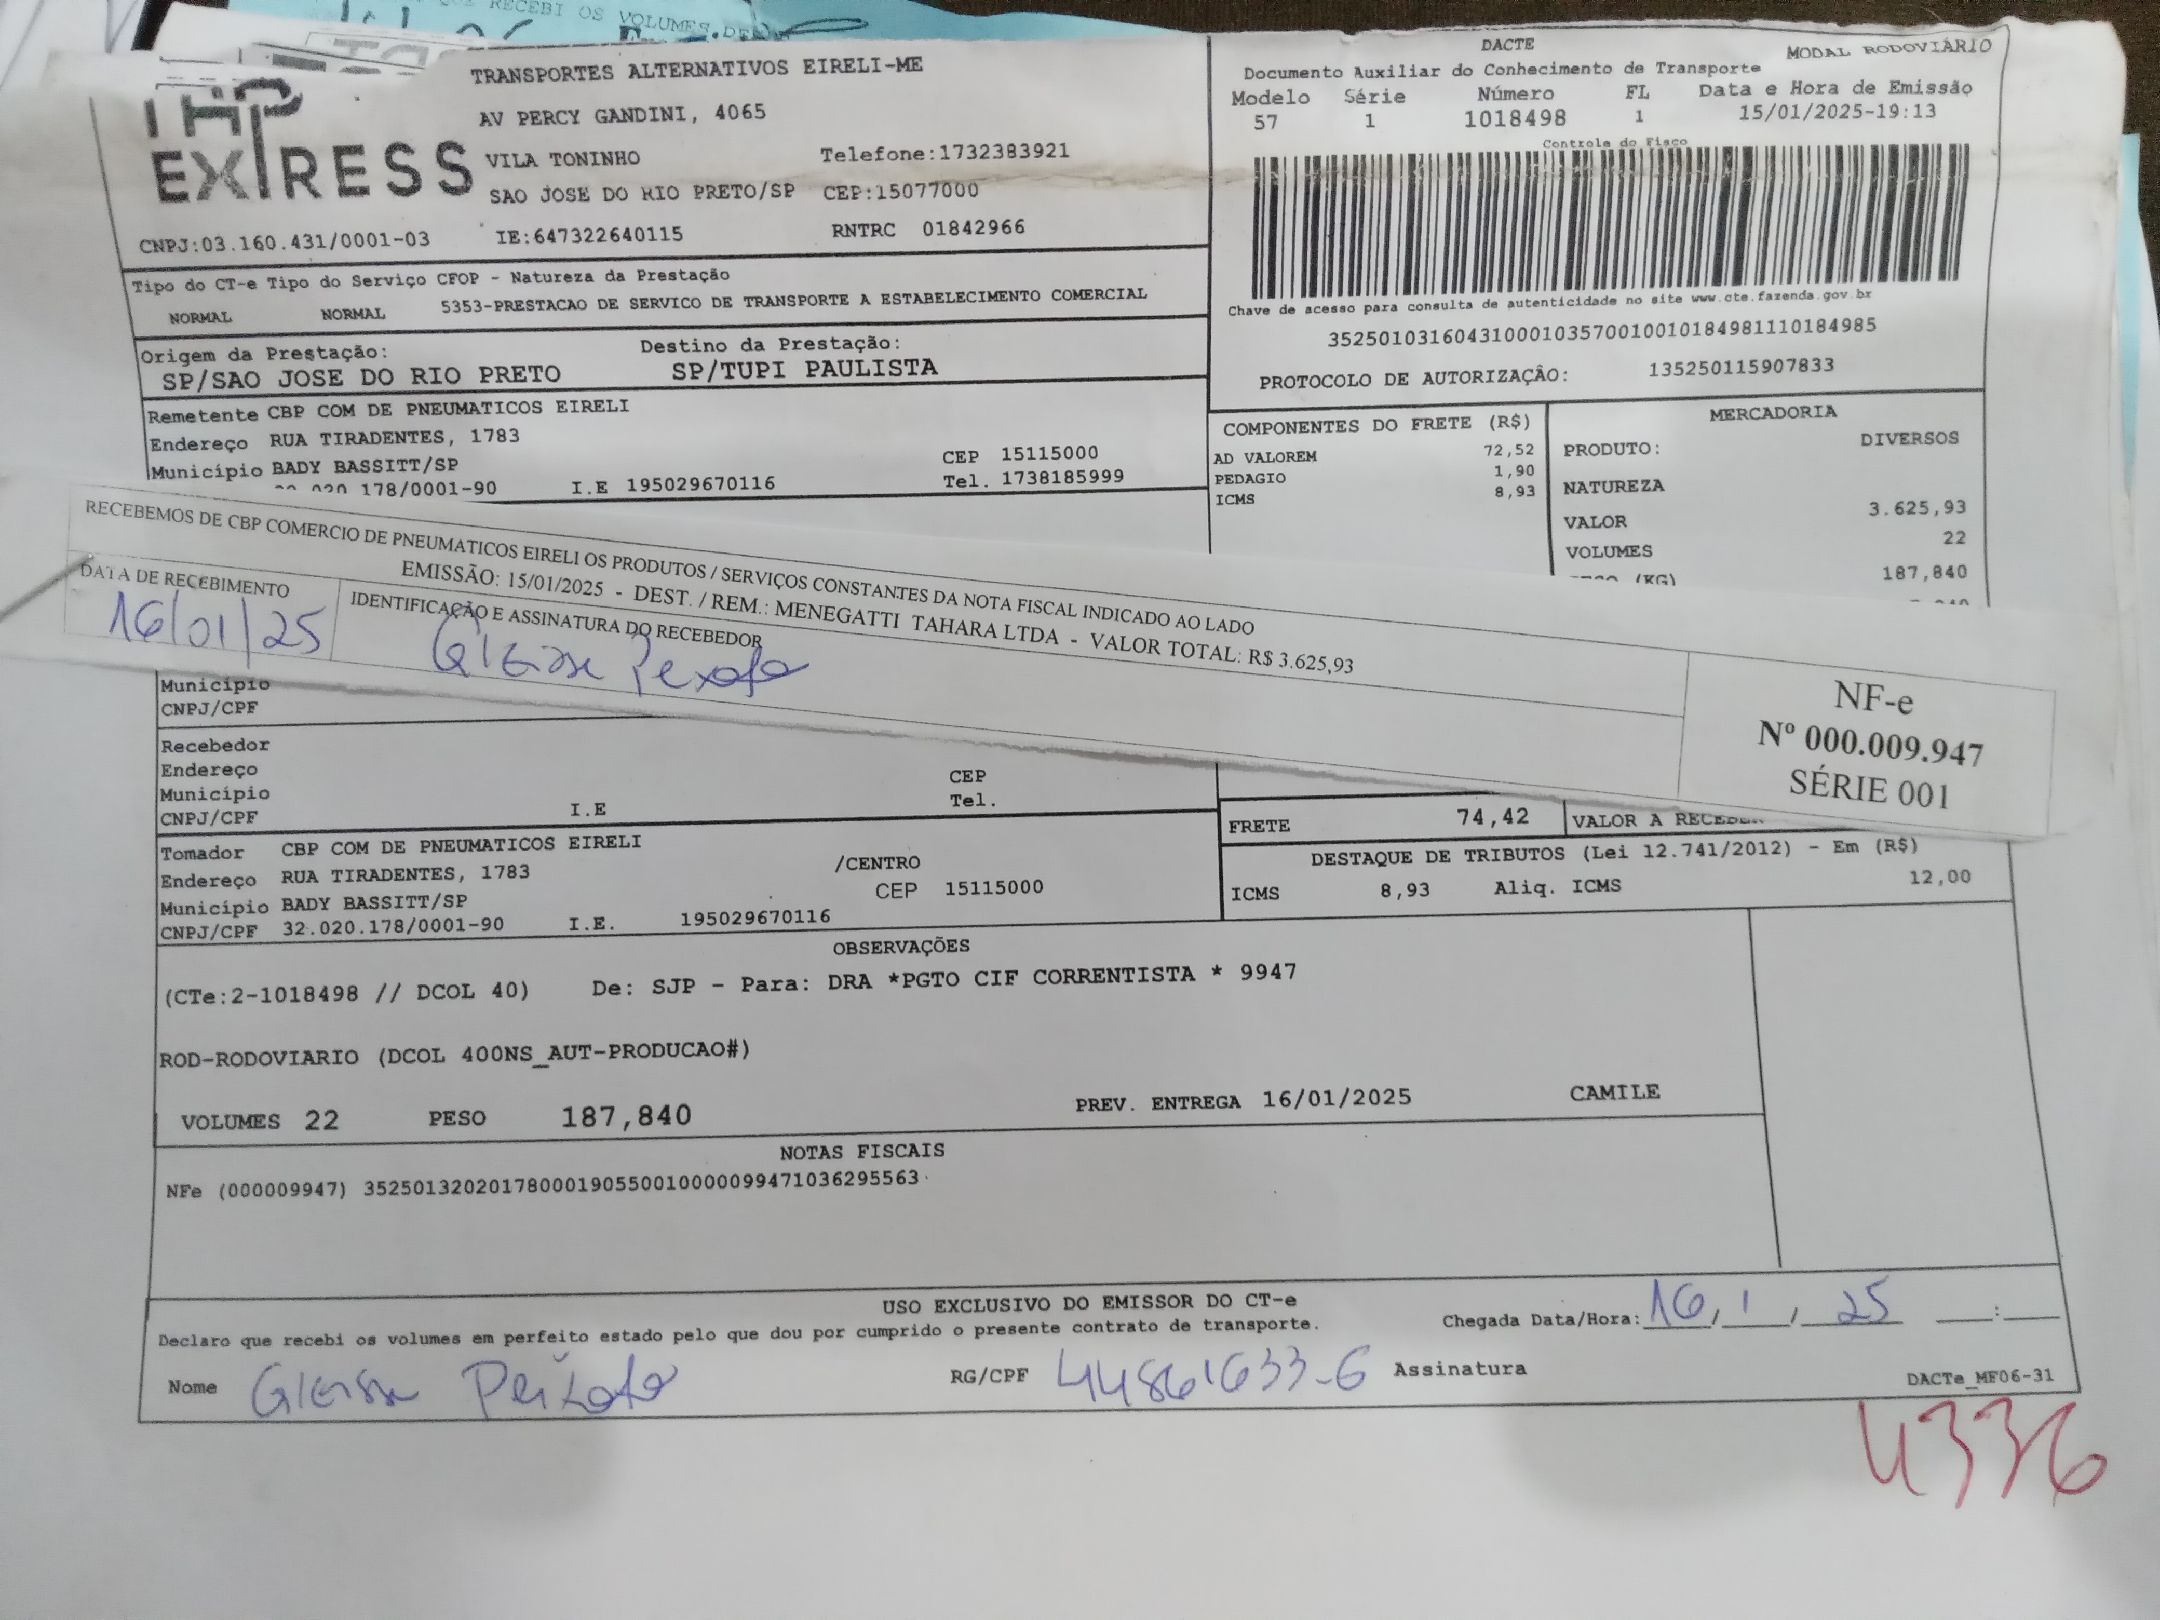 RECEBI OS VOLUMES
TRANSPORTES ALTERNATIVOS EIRELI-ME
EXPRESS
AV PERCY GANDINI, 4065
VILA TONINHO Telefone:1732383921
SAO JOSE DO RIO PRETO/SP CEP:15077000
CNPJ:03.160.431/0001-03 IE:647322640115 RNTRC 01842966
DACTE MODAL RODOVIÁRIO
Documento Auxiliar do Conhecimento de Transporte
Modelo Série Número FL Data e Hora de Emissão
57 1 1018498 1 15/01/2025-19:13
Controle do Fisco
Chave de acesso para consulta de autenticidade no site www.cte.fazenda.gov.br
35250103160431000103570010010184981110184985
PROTOCOLO DE AUTORIZAÇÃO: 135250115907833
Tipo do CT-e Tipo do Serviço CFOP - Natureza da Prestação
NORMAL NORMAL 5353-PRESTACAO DE SERVICO DE TRANSPORTE A ESTABELECIMENTO COMERCIAL
Origem da Prestação: Destino da Prestação:
SP/SAO JOSE DO RIO PRETO SP/TUPI PAULISTA
Remetente CBP COM DE PNEUMATICOS EIRELI
Endereço RUA TIRADENTES, 1783
Município BADY BASSITT/SP CEP 15115000
178/0001-90 I.E 195029670116 Tel. 1738185999
COMPONENTES DO FRETE (R$)
AD VALOREM 72,52
PEDAGIO 1,90
ICMS 8,93
MERCADORIA
PRODUTO: DIVERSOS
NATUREZA
VALOR 3.625,93
VOLUMES 22
(KG) 187,840
RECEBEMOS DE CBP COMERCIO DE PNEUMATICOS EIRELI OS PRODUTOS / SERVIÇOS CONSTANTES DA NOTA FISCAL INDICADO AO LADO
EMISSÃO: 15/01/2025 - DEST. / REM.: MENEGATTI TAHARA LTDA - VALOR TOTAL: R$ 3.625,93
DATA DE RECEBIMENTO IDENTIFICAÇÃO E ASSINATURA DO RECEBEDOR
16/01/25
NF-e
Nº 000.009.947
SÉRIE 001
Município
CNPJ/CPF
Recebedor
Endereço CEP
Município Tel.
CNPJ/CPF I.E
FRETE 74,42 VALOR A RECEBER
Tomador CBP COM DE PNEUMATICOS EIRELI
Endereço RUA TIRADENTES, 1783 /CENTRO
Município BADY BASSITT/SP CEP 15115000
CNPJ/CPF 32.020.178/0001-90 I.E. 195029670116
DESTAQUE DE TRIBUTOS (Lei 12.741/2012) - Em (R$)
ICMS 8,93 Aliq. ICMS 12,00
OBSERVAÇÕES
(CTe:2-1018498 // DCOL 40) De: SJP - Para: DRA *PGTO CIF CORRENTISTA * 9947
ROD-RODOVIARIO (DCOL 400NS_AUT-PRODUCAO#)
VOLUMES 22 PESO 187,840 PREV. ENTREGA 16/01/2025 CAMILE
NOTAS FISCAIS
NFe (000009947) 35250132020178000190550010000099471036295563
USO EXCLUSIVO DO EMISSOR DO CT-e
Declaro que recebi os volumes em perfeito estado pelo que dou por cumprido o presente contrato de transporte.
Chegada Data/Hora: 16/1/25 :
Nome RG/CPF 44861633-6 Assinatura
DACTe_MF06-31
4336